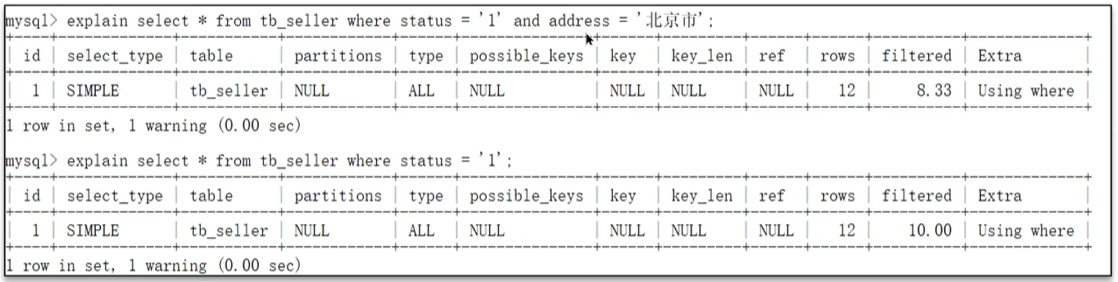 mysql> explain select * from tb_seller where status = '1' and address = '北京市';
| id | select_type | table | partitions | type | possible_keys | key | key_len | ref | rows | filtered | Extra |
| 1 | SIMPLE | tb_seller | NULL | ALL | NULL | NULL | NULL | NULL | 12 | 8.33 | Using where |
1 row in set, 1 warning (0.00 sec)
mysql> explain select * from tb_seller where status = '1';
| id | select_type | table | partitions | type | possible_keys | key | key_len | ref | rows | filtered | Extra |
| 1 | SIMPLE | tb_seller | NULL | ALL | NULL | NULL | NULL | NULL | 12 | 10.00 | Using where |
1 row in set, 1 warning (0.00 sec)